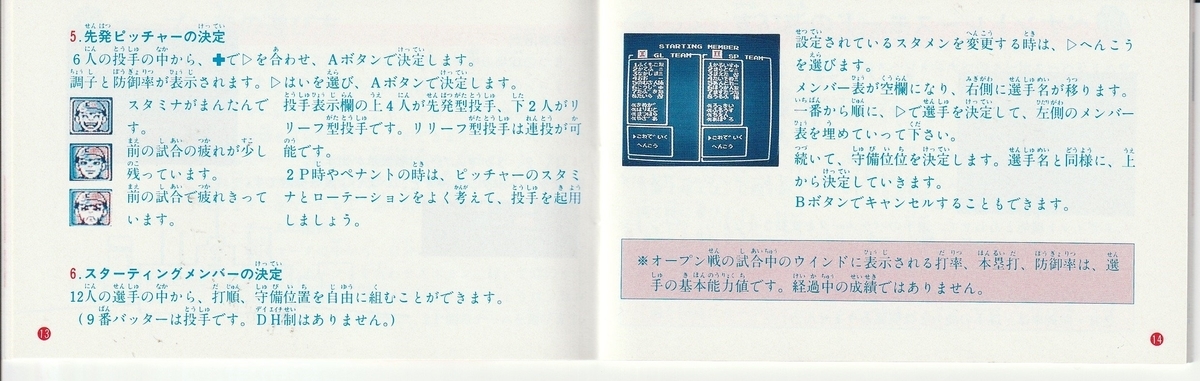 5.先発ピッチャーの決定
6人の投手の中から、✚で▷を合わせ、Aボタンで決定します。
調子と防御率が表示されます。▷はいを選び、Aボタンで決定します。
スタミナがまんたんで
す。
前の試合の疲れが少し
残っています。
前の試合で疲れきって
います。
投手表示欄の上4人が先発型投手、下2人がリ
リーフ型投手です。リリーフ型投手は連投が可
能です。
2P時やペナントの時は、ピッチャーのスタミ
ナとローテーションをよく考えて、投手を起用
しましょう。
6.スターティングメンバーの決定
12人の選手の中から、打順、守備位置を自由に組むことができます。
(9番バッターは投手です。DH制はありません。)
13
STARTING MEMBER
GL TEAM
SP TEAM
▶これでいく
へんこう
▶これでいく
へんこう
設定されているスタメンを変更する時は、▷へんこう
を選びます。
メンバー表が空欄になり、右側に選手名が移ります。
一番から順に、▷で選手を決定して、左側のメンバー
表を埋めていって下さい。
続いて、守備位位を決定します。選手名と同様に、上
から決定していきます。
Bボタンでキャンセルすることもできます。
※オープン戦の試合中のウインドに表示される打率、本塁打、防御率は、選
手の基本能力値です。経過中の成績ではありません。
14